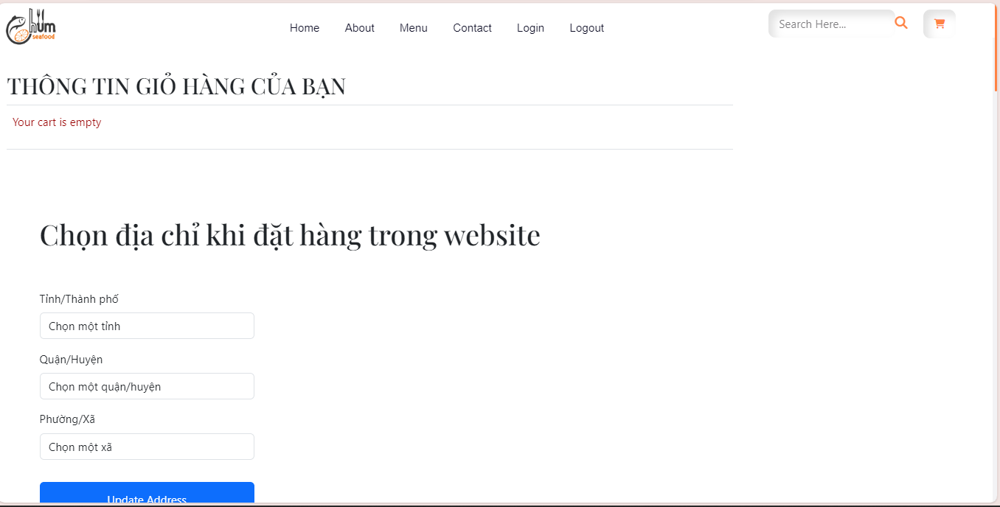 hum
seafood
Home About Menu Contact Login Logout
Search Here...
THÔNG TIN GIỎ HÀNG CỦA BẠN
Your cart is empty
Chọn địa chỉ khi đặt hàng trong website
Tỉnh/Thành phố
Chọn một tỉnh
Quận/Huyện
Chọn một quận/huyện
Phường/Xã
Chọn một xã
Update Address